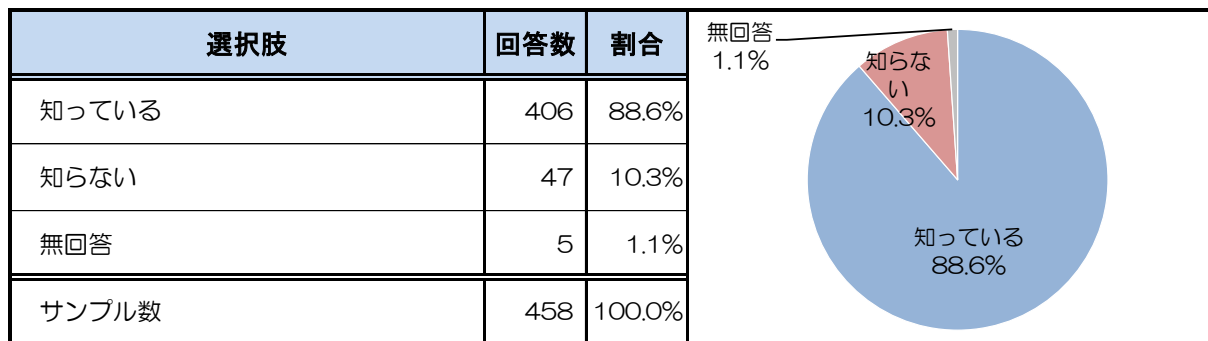 選択肢 回答数 割合
知っている 406 88.6%
知らない 47 10.3%
無回答 5 1.1%
サンプル数 458 100.0%
無回答
1.1%
知らな
い
10.3%
知っている
88.6%